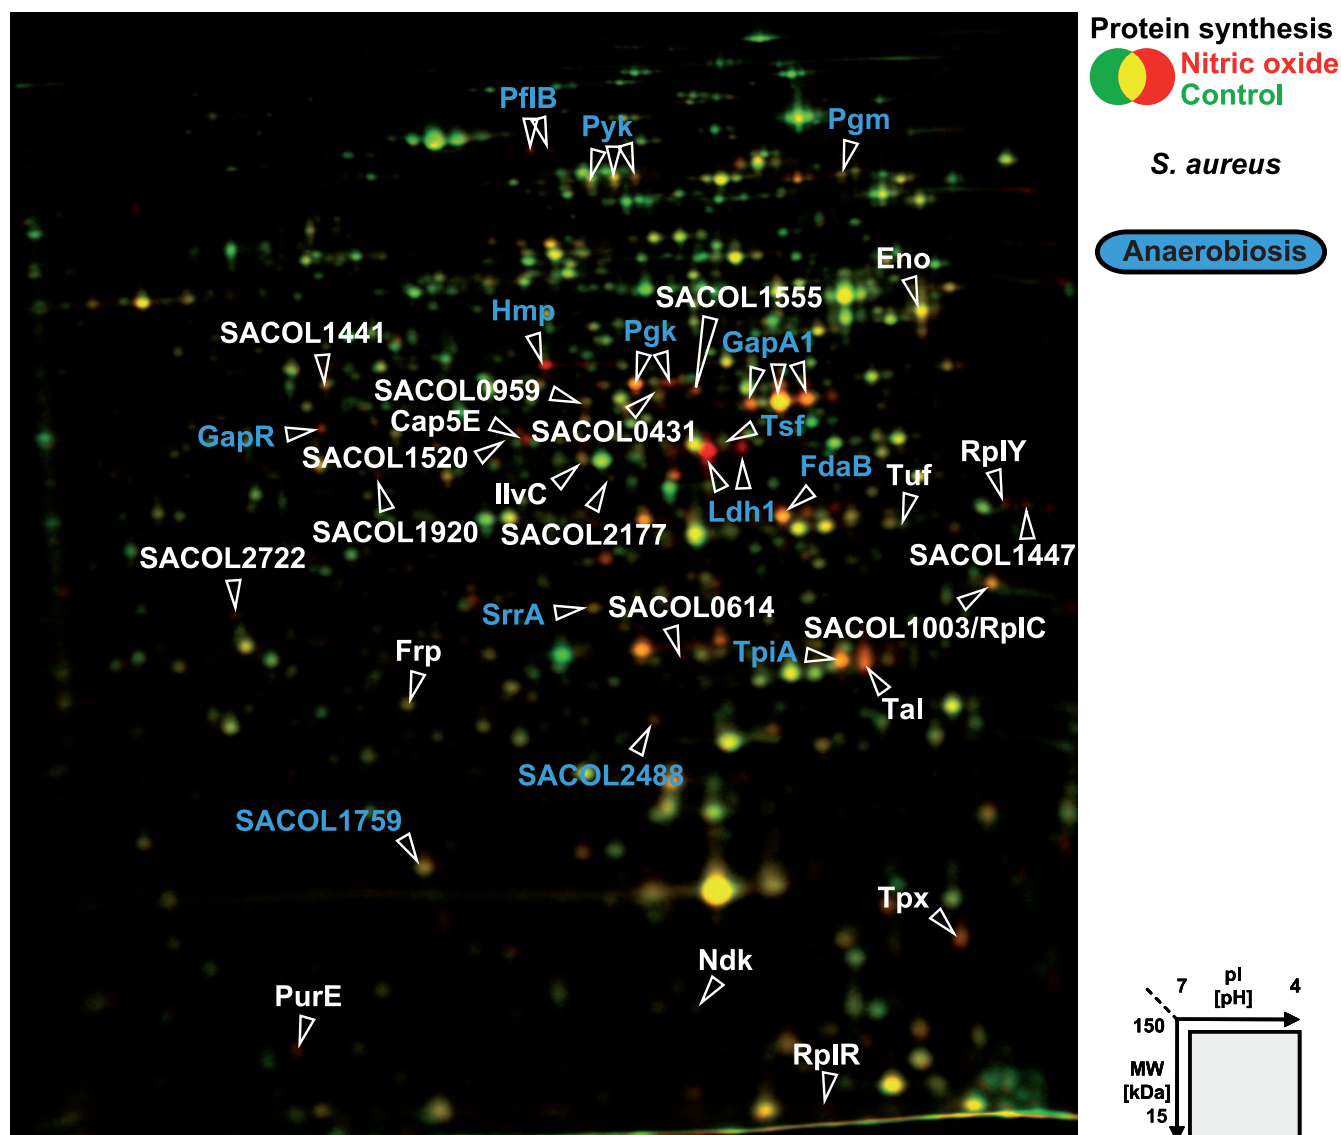 Protein synthesis
Nitric oxide
Control
S. aureus
Anaerobiosis
PflB
Pyk
Pgm
Eno
SACOL1555
Hmp
Pgk
GapA1
SACOL1441
SACOL0959
Cap5E
SACOL0431
Tsf
GapR
SACOL1520
RplY
FdaB
Tuf
IlvC
Ldh1
SACOL1920
SACOL2177
SACOL1447
SACOL2722
SrrA
SACOL0614
SACOL1003/RplC
Frp
TpiA
Tal
SACOL2488
SACOL1759
Tpx
Ndk
PurE
RplR
7
pI
[pH]
4
150
MW
[kDa]
15